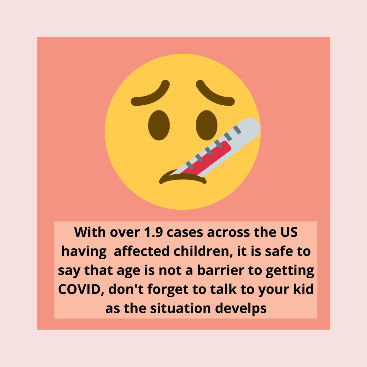 With over 1.9 cases across the US
having  affected children, it is safe to
say that age is not a barrier to getting
COVID, don't forget to talk to your kid
as the situation develps